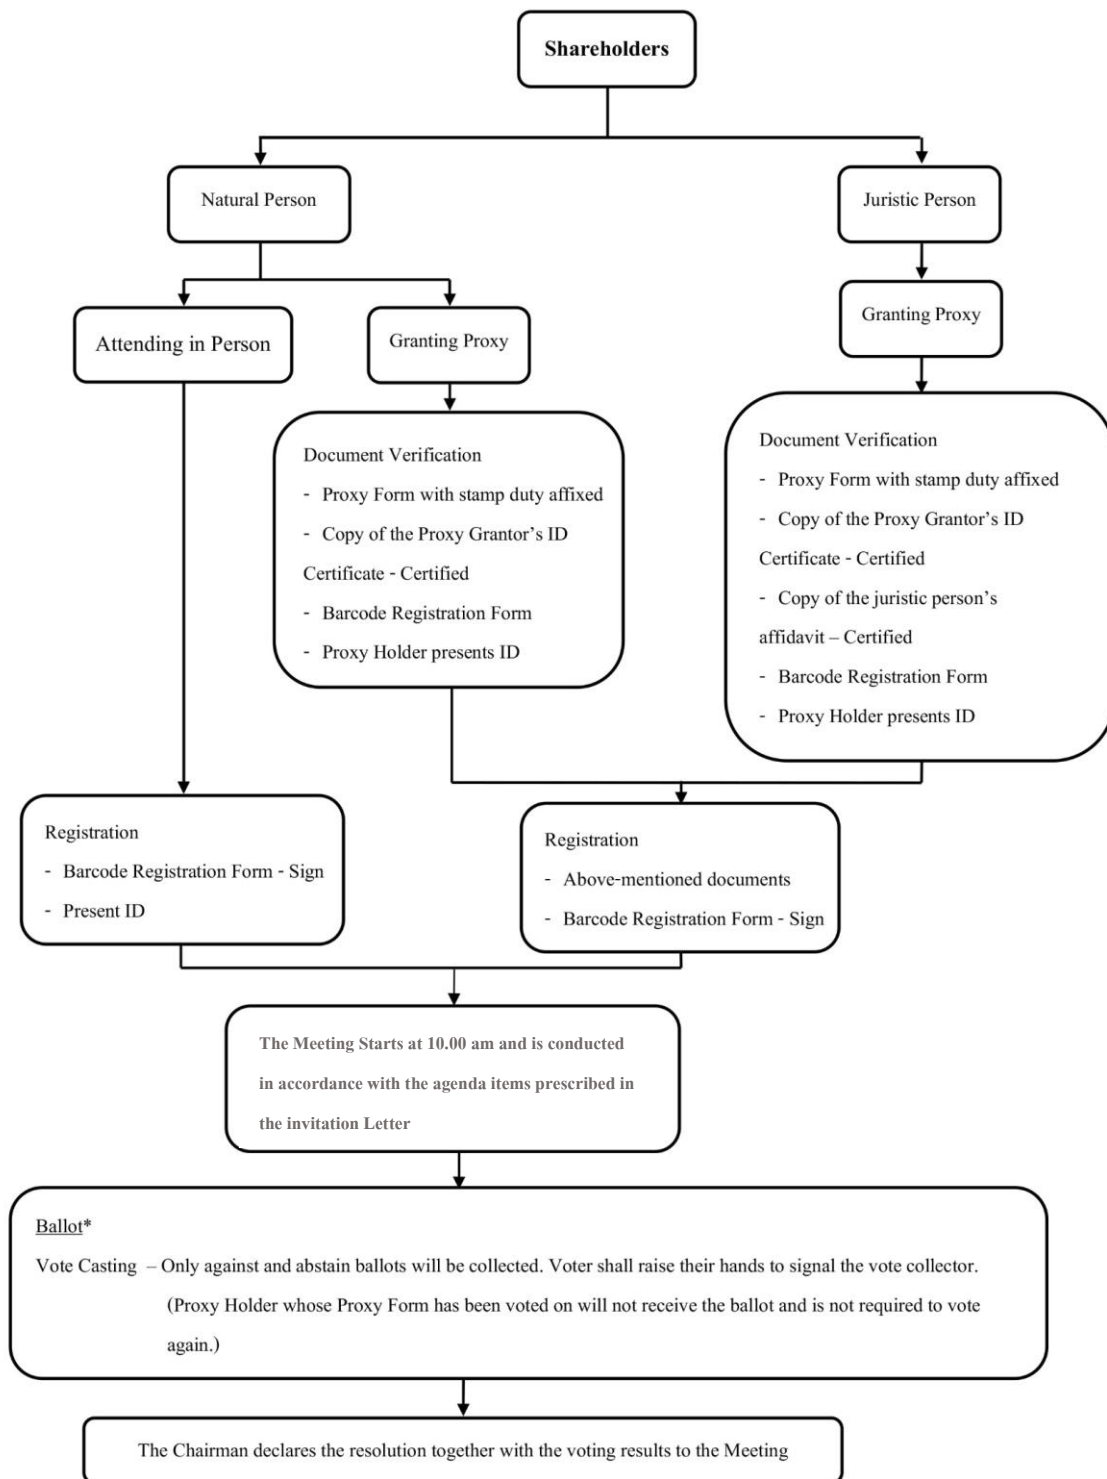 Shareholders
Natural Person
Juristic Person
Attending in Person
Granting Proxy
Granting Proxy
Document Verification
- Proxy Form with stamp duty affixed
- Copy of the Proxy Grantor’s ID
Certificate - Certified
- Barcode Registration Form
- Proxy Holder presents ID
Document Verification
- Proxy Form with stamp duty affixed
- Copy of the Proxy Grantor’s ID
Certificate - Certified
- Copy of the juristic person’s
affidavit – Certified
- Barcode Registration Form
- Proxy Holder presents ID
Registration
- Barcode Registration Form - Sign
- Present ID
Registration
- Above-mentioned documents
- Barcode Registration Form - Sign
The Meeting Starts at 10.00 am and is conducted
in accordance with the agenda items prescribed in
the invitation Letter
Ballot*
Vote Casting – Only against and abstain ballots will be collected. Voter shall raise their hands to signal the vote collector.
(Proxy Holder whose Proxy Form has been voted on will not receive the ballot and is not required to vote
again.)
The Chairman declares the resolution together with the voting results to the Meeting